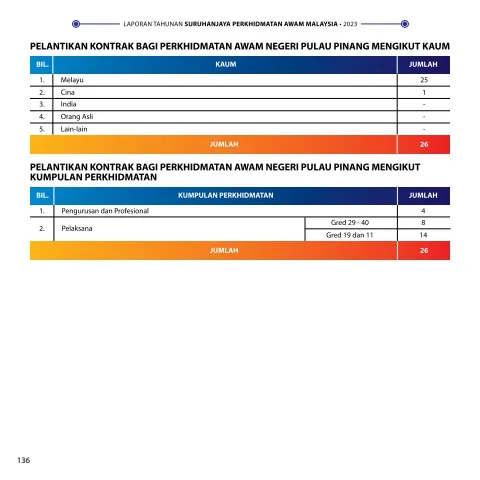 LAPORAN TAHUNAN SURUHANJAYA PERKHIDMATAN AWAM MALAYSIA • 2023
PELANTIKAN KONTRAK BAGI PERKHIDMATAN AWAM NEGERI PULAU PINANG MENGIKUT KAUM
BIL. KAUM JUMLAH
1. Melayu 25
2. Cina 1
3. India -
4. Orang Asli -
5. Lain-lain -
JUMLAH 26
PELANTIKAN KONTRAK BAGI PERKHIDMATAN AWAM NEGERI PULAU PINANG MENGIKUT
KUMPULAN PERKHIDMATAN
BIL. KUMPULAN PERKHIDMATAN JUMLAH
1. Pengurusan dan Profesional 4
2. Pelaksana Gred 29 - 40 8
Gred 19 dan 11 14
JUMLAH 26
136